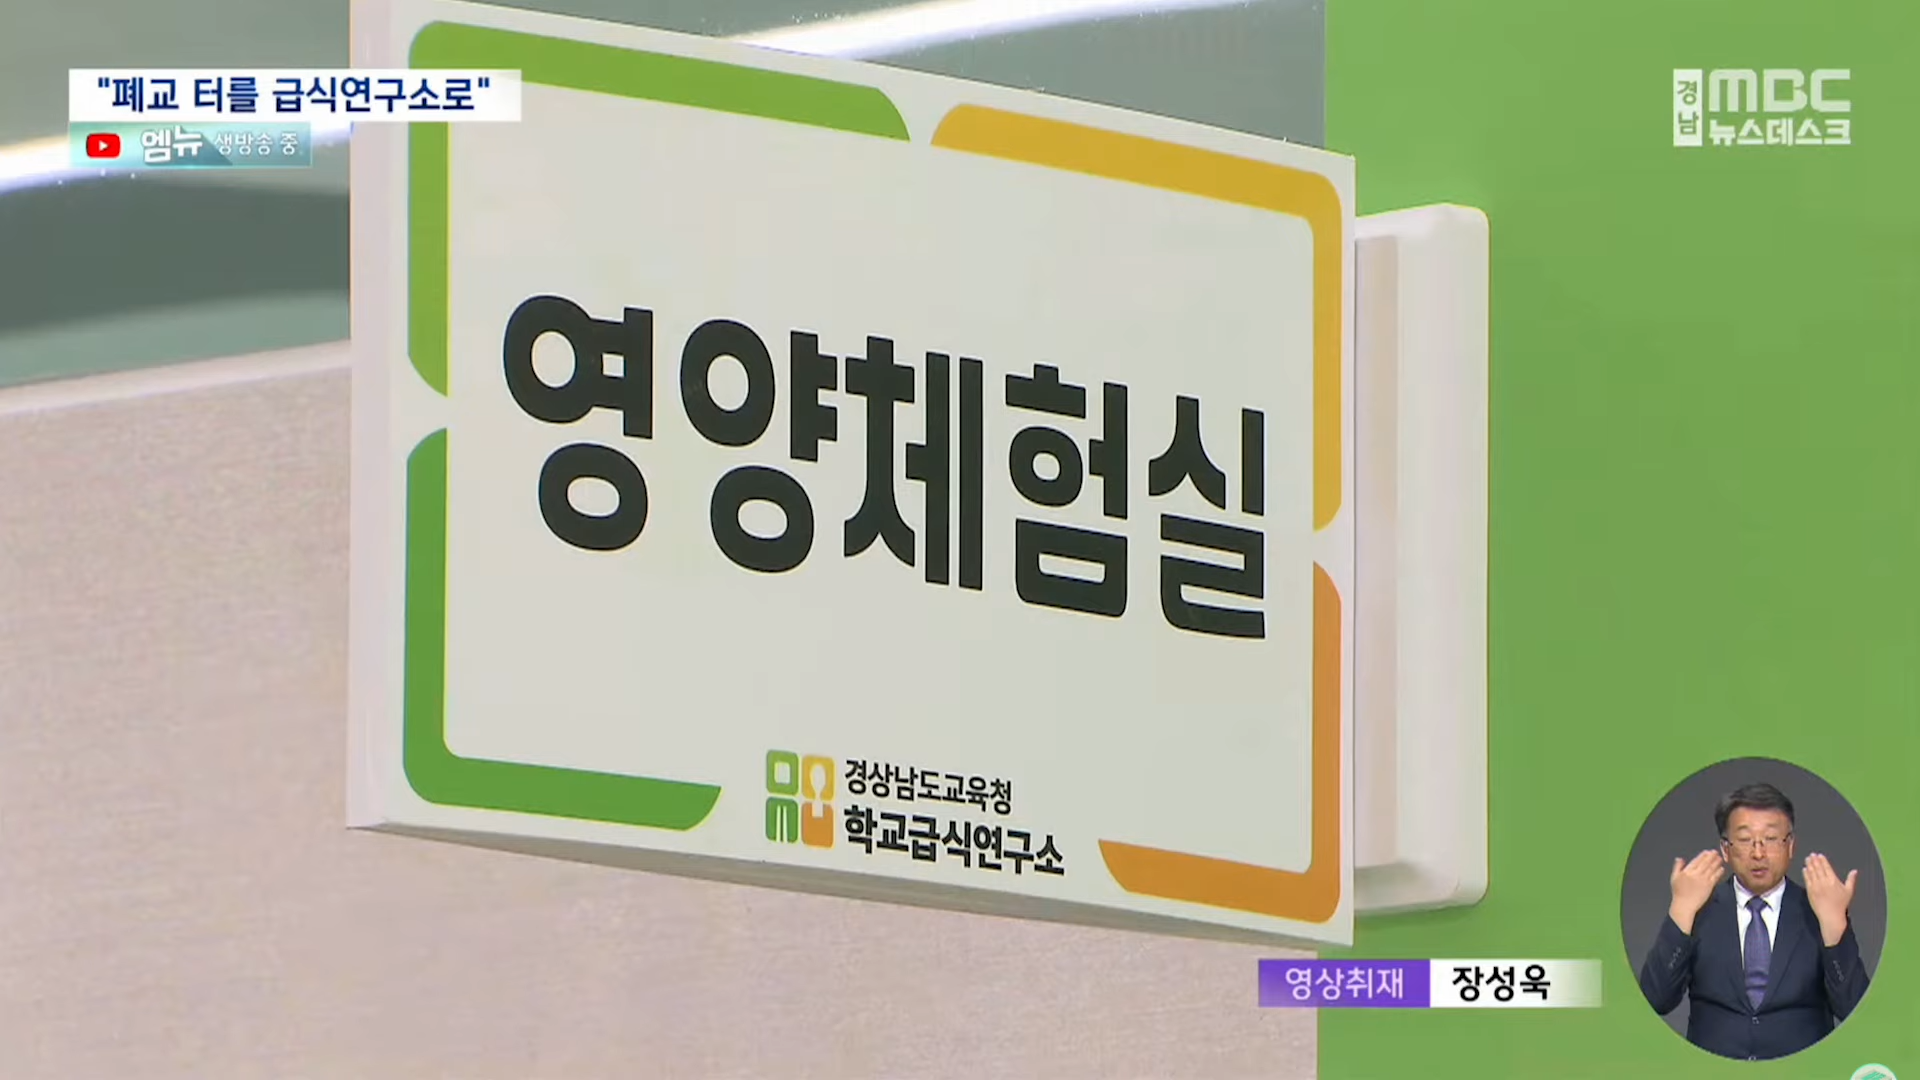 "폐교 터를 급식연구소로"
엠뉴 생방송 중
경남 MBC
뉴스데스크
영양체험실
경상남도교육청
학교급식연구소
영상취재 장성욱